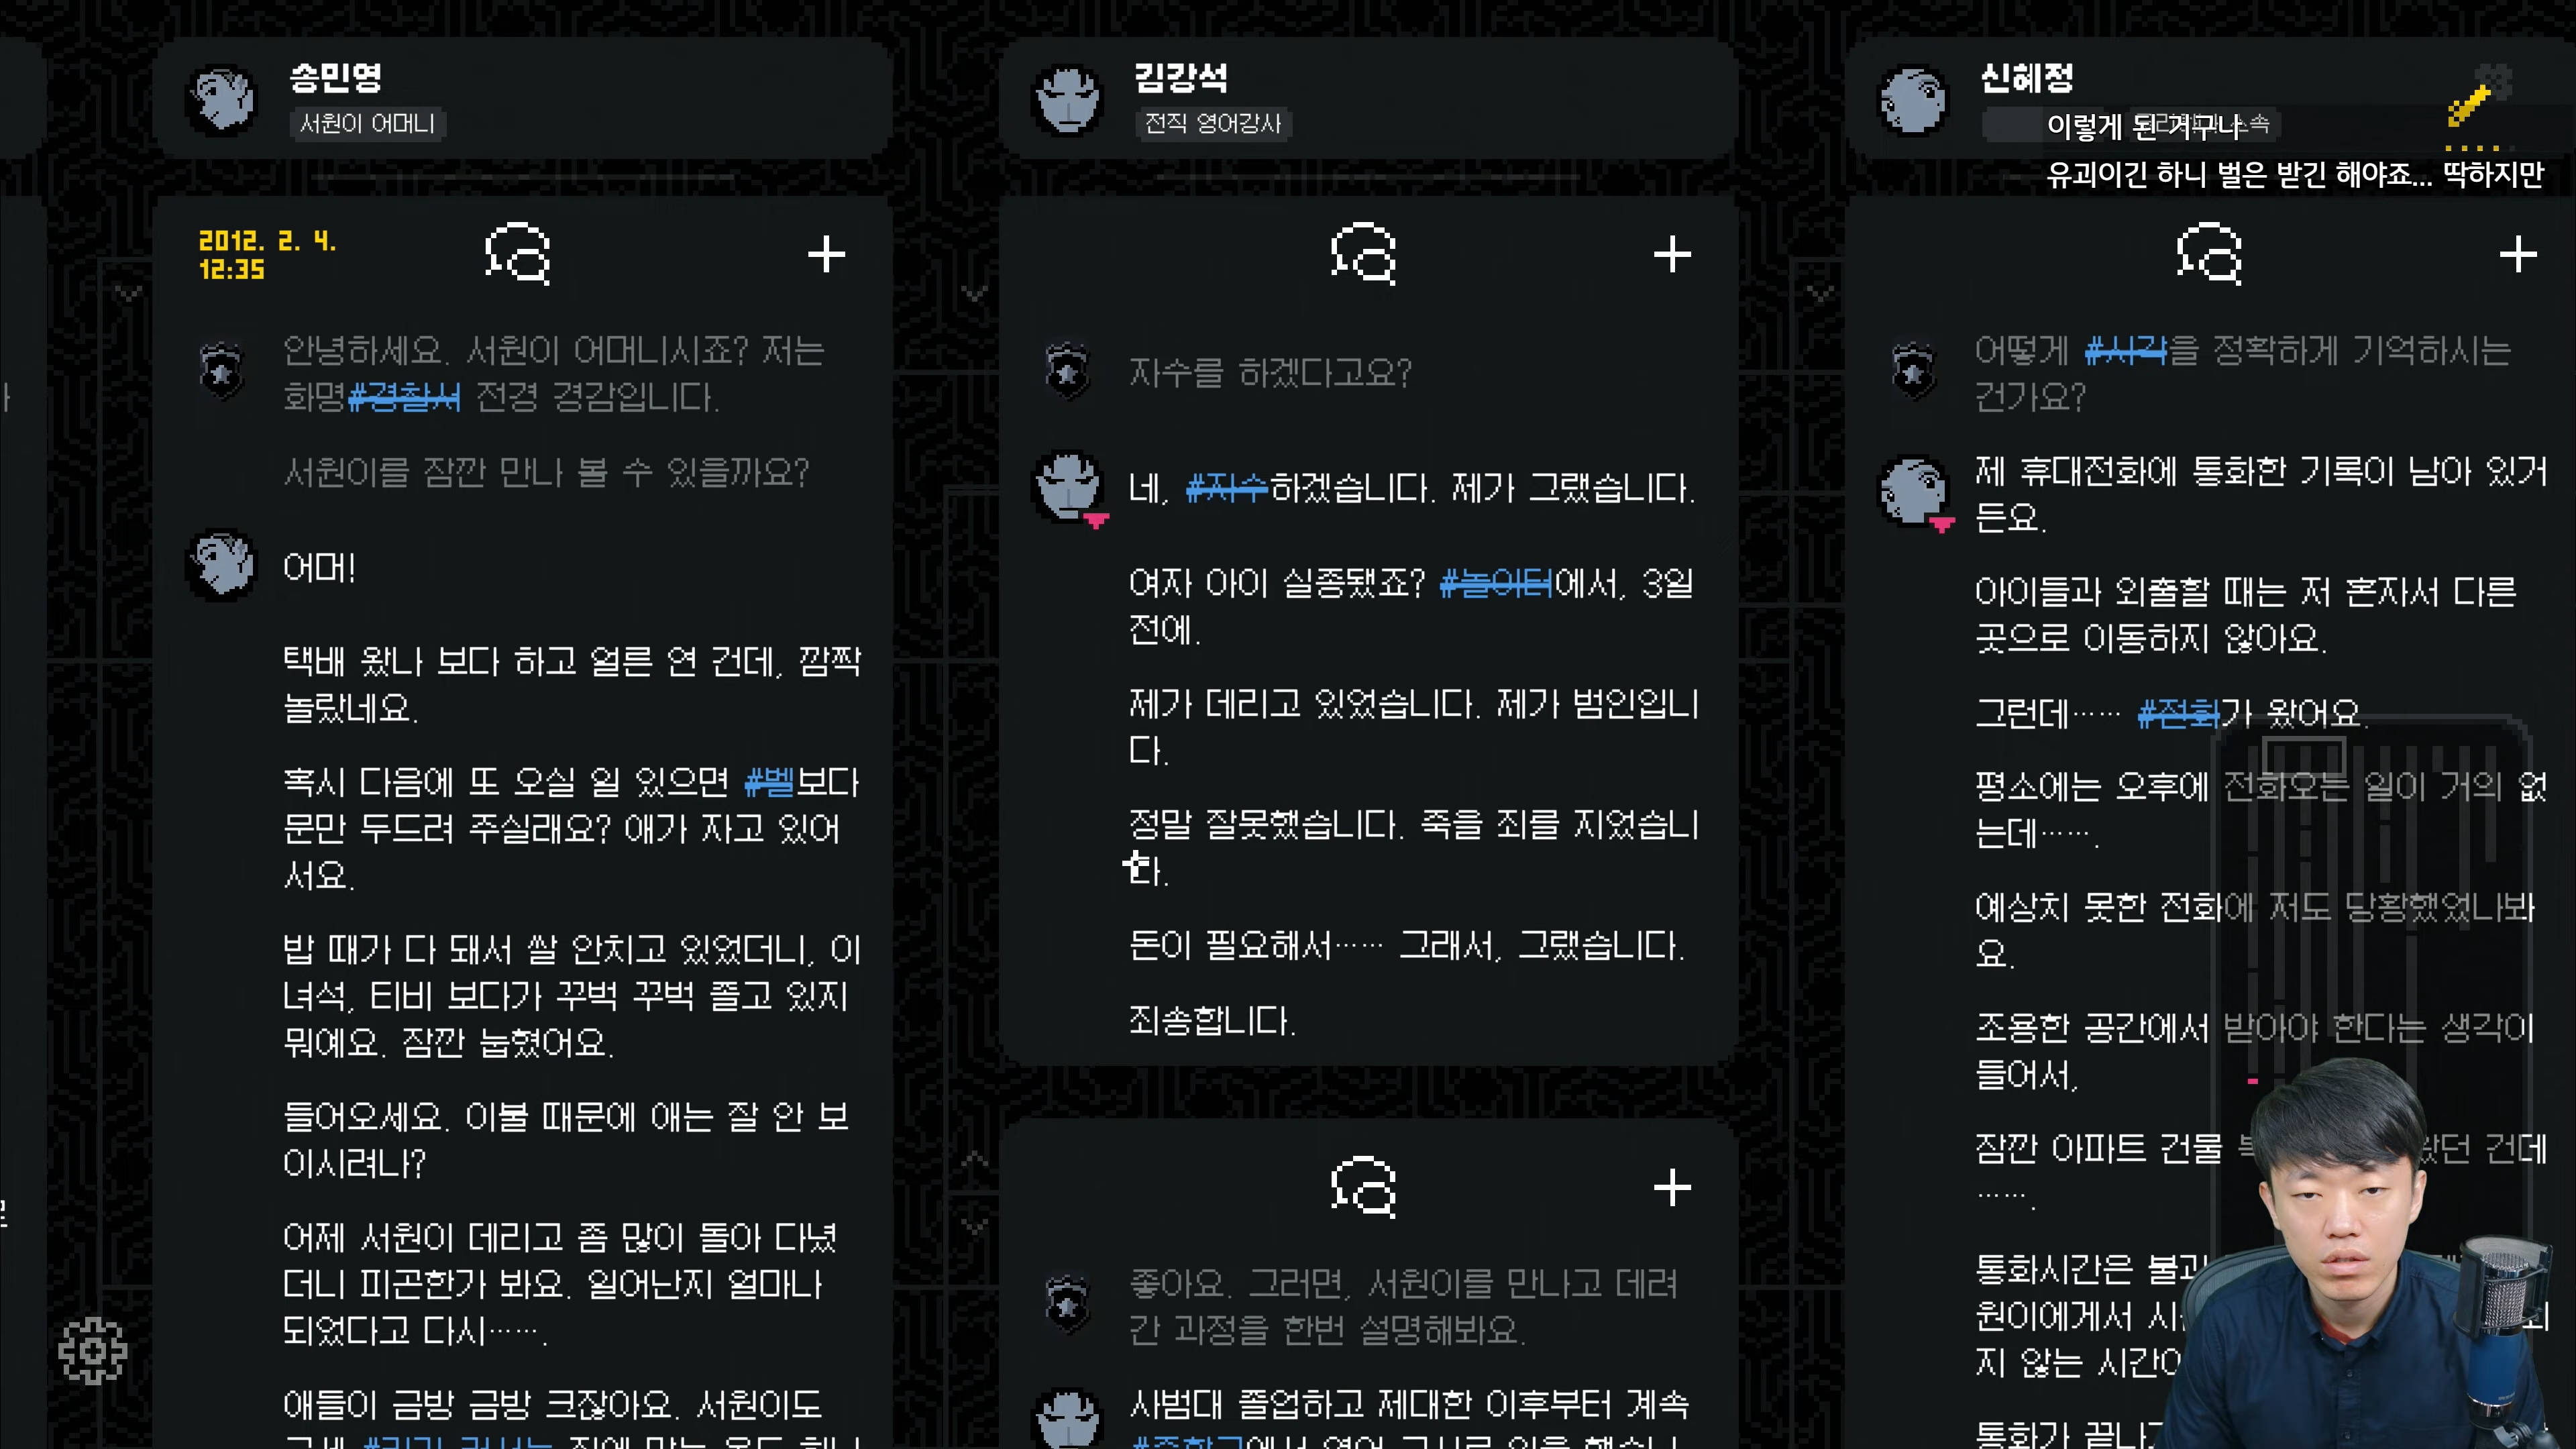 송민영
서원이 어머니
2012. 2. 4.
12:35
안녕하세요. 서원이 어머니시죠? 저는
화명#경찰서 전경 경감입니다.
서원이를 잠깐 만나 볼 수 있을까요?
어머!
택배 왔나 보다 하고 얼른 연 건데, 깜짝
놀랐네요.
혹시 다음에 또 오실 일 있으면 #벨보다
문만 두드려 주실래요? 애가 자고 있어
서요.
밥 때가 다 돼서 쌀 안치고 있었더니, 이
녀석, 티비 보다가 꾸벅 꾸벅 졸고 있지
뭐예요. 잠깐 눕혔어요.
들어오세요. 이불 때문에 애는 잘 안 보
이시려나?
어제 서원이 데리고 좀 많이 돌아 다녔
더니 피곤한가 봐요. 일어난지 얼마나
되었다고 다시…….
애들이 금방 금방 크잖아요. 서원이도
김강석
전직 영어강사
자수를 하겠다고요?
네, #자수하겠습니다. 제가 그랬습니다.
여자 아이 실종됐죠? #놀이터에서, 3일
전에.
제가 데리고 있었습니다. 제가 범인입니
다.
정말 잘못했습니다. 죽을 죄를 지었습니
다.
돈이 필요해서…… 그래서, 그랬습니다.
죄송합니다.
좋아요. 그러면, 서원이를 만나고 데려
간 과정을 한번 설명해봐요.
사범대 졸업하고 제대한 이후부터 계속
신혜정
소속
이렇게 된 거구나
유괴이긴 하니 벌은 받긴 해야죠... 딱하지만
어떻게 #시각을 정확하게 기억하시는
건가요?
제 휴대전화에 통화한 기록이 남아 있거
든요.
아이들과 외출할 때는 저 혼자서 다른
곳으로 이동하지 않아요.
그런데…… #전화가 왔어요.
평소에는 오후에 전화오는 일이 거의 없
는데…….
예상치 못한 전화에 저도 당황했었나봐
요.
조용한 공간에서 받아야 한다는 생각이
들어서,
잠깐 아파트 건물 왔던 건데
…….
통화시간은
원이에게서
지 않는
통화가 끝나고